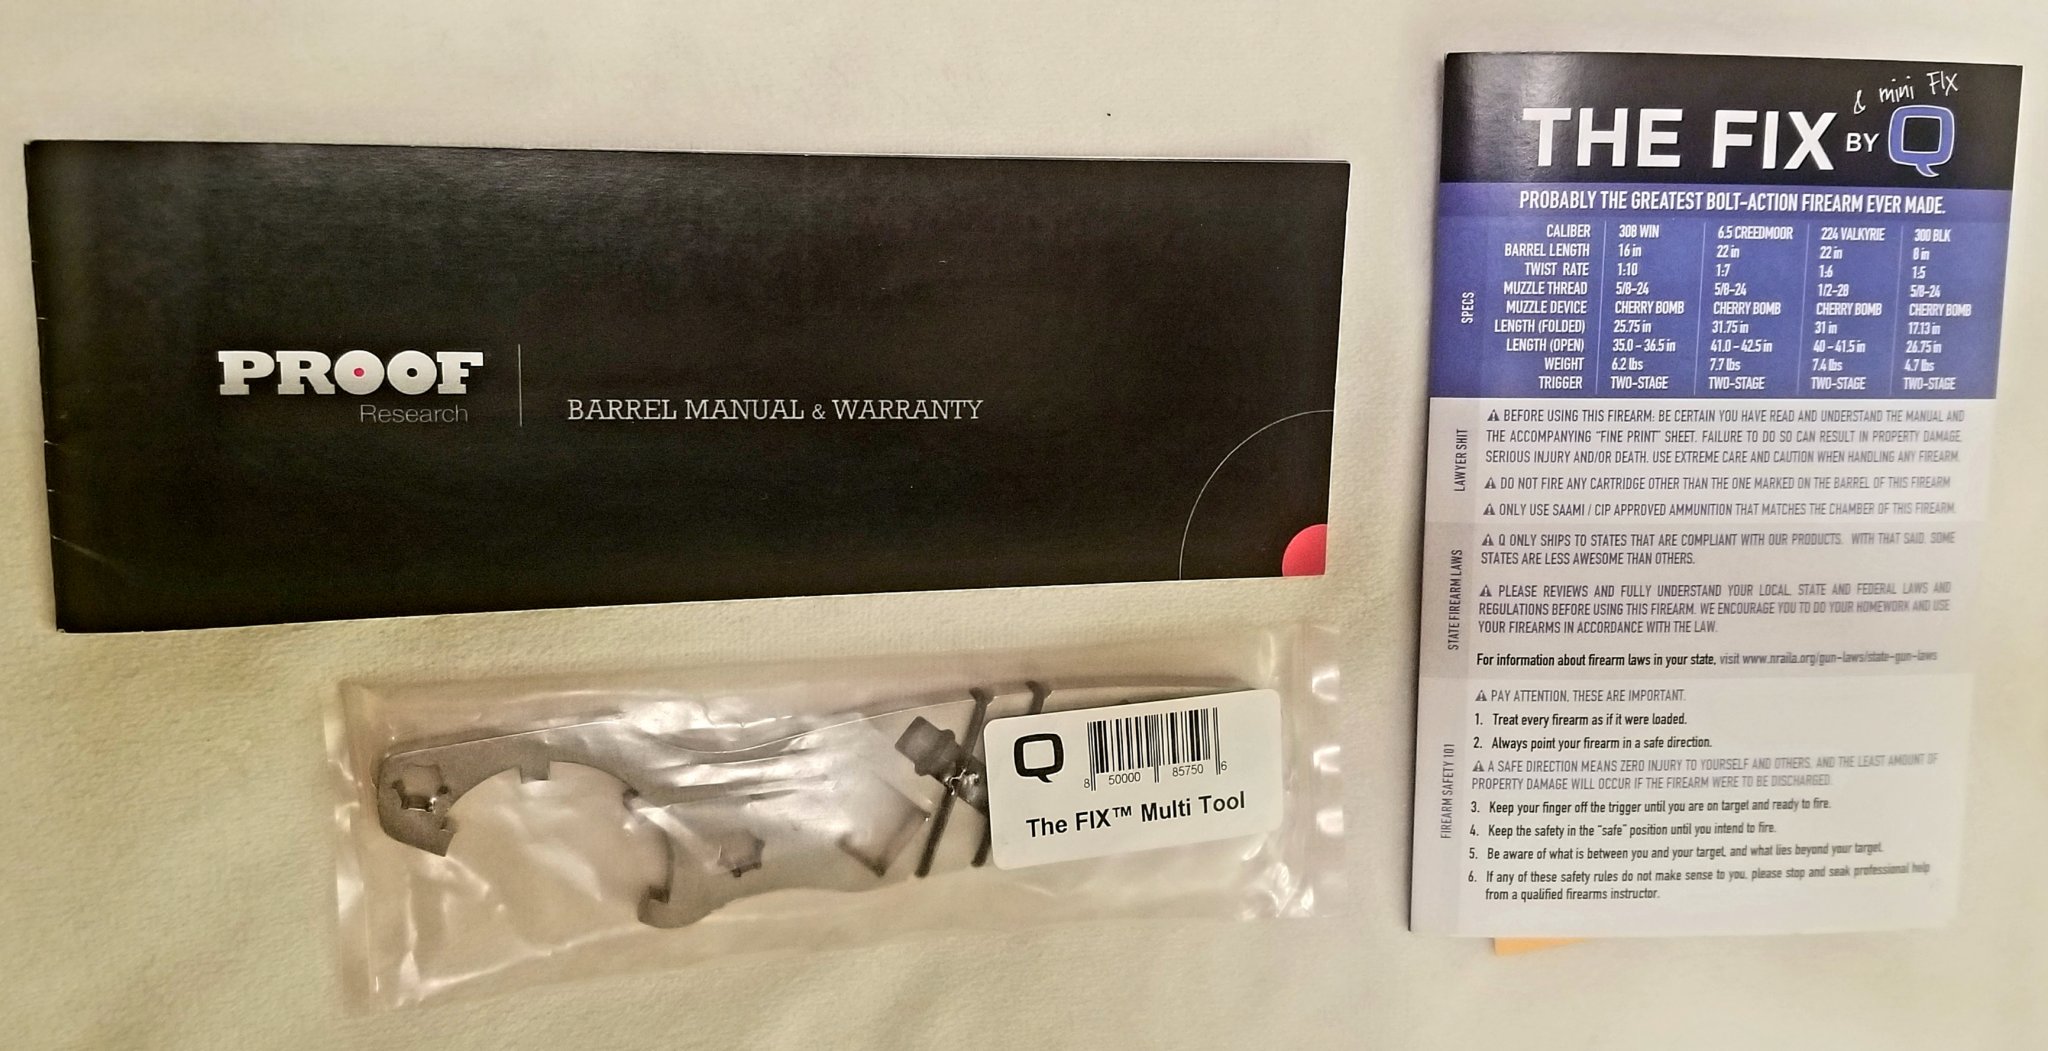 PROOF
Research
BARREL MANUAL & WARRANTY
Q
8 50000 85750 6
The FIX™ Multi Tool
& mini FIX
THE FIX BY Q
PROBABLY THE GREATEST BOLT-ACTION FIREARM EVER MADE.
SPECS
CALIBER 308 WIN 6.5 CREEDMOOR 224 VALKYRIE 300 BLK
BARREL LENGTH 16 in 22 in 22 in 8 in
TWIST RATE 1:10 1:7 1:6 1:5
MUZZLE THREAD 5/8-24 5/8-24 1/2-28 5/8-24
MUZZLE DEVICE CHERRY BOMB CHERRY BOMB CHERRY BOMB CHERRY BOMB
LENGTH (FOLDED) 25.75 in 31.75 in 31 in 17.13 in
LENGTH (OPEN) 35.0 - 36.5 in 41.0 - 42.5 in 40 - 41.5 in 26.75 in
WEIGHT 6.2 lbs 7.7 lbs 7.4 lbs 4.7 lbs
TRIGGER TWO-STAGE TWO-STAGE TWO-STAGE TWO-STAGE
LAWYER SHIT
⚠ BEFORE USING THIS FIREARM: BE CERTAIN YOU HAVE READ AND UNDERSTAND THE MANUAL AND
THE ACCOMPANYING "FINE PRINT" SHEET. FAILURE TO DO SO CAN RESULT IN PROPERTY DAMAGE,
SERIOUS INJURY AND/OR DEATH. USE EXTREME CARE AND CAUTION WHEN HANDLING ANY FIREARM.
⚠ DO NOT FIRE ANY CARTRIDGE OTHER THAN THE ONE MARKED ON THE BARREL OF THIS FIREARM
⚠ ONLY USE SAAMI / CIP APPROVED AMMUNITION THAT MATCHES THE CHAMBER OF THIS FIREARM.
STATE FIREARM LAWS
⚠ Q ONLY SHIPS TO STATES THAT ARE COMPLIANT WITH OUR PRODUCTS. WITH THAT SAID, SOME
STATES ARE LESS AWESOME THAN OTHERS.
⚠ PLEASE REVIEWS AND FULLY UNDERSTAND YOUR LOCAL, STATE AND FEDERAL LAWS AND
REGULATIONS BEFORE USING THIS FIREARM. WE ENCOURAGE YOU TO DO YOUR HOMEWORK AND USE
YOUR FIREARMS IN ACCORDANCE WITH THE LAW.
For information about firearm laws in your state, visit www.nraila.org/gun-laws/state-gun-laws
FIREARM SAFETY 101
⚠ PAY ATTENTION, THESE ARE IMPORTANT.
1. Treat every firearm as if it were loaded.
2. Always point your firearm in a safe direction.
⚠ A SAFE DIRECTION MEANS ZERO INJURY TO YOURSELF AND OTHERS, AND THE LEAST AMOUNT OF
PROPERTY DAMAGE WILL OCCUR IF THE FIREARM WERE TO BE DISCHARGED.
3. Keep your finger off the trigger until you are on target and ready to fire.
4. Keep the safety in the "safe" position until you intend to fire.
5. Be aware of what is between you and your target, and what lies beyond your target.
6. If any of these safety rules do not make sense to you, please stop and seak professional help
from a qualified firearms instructor.